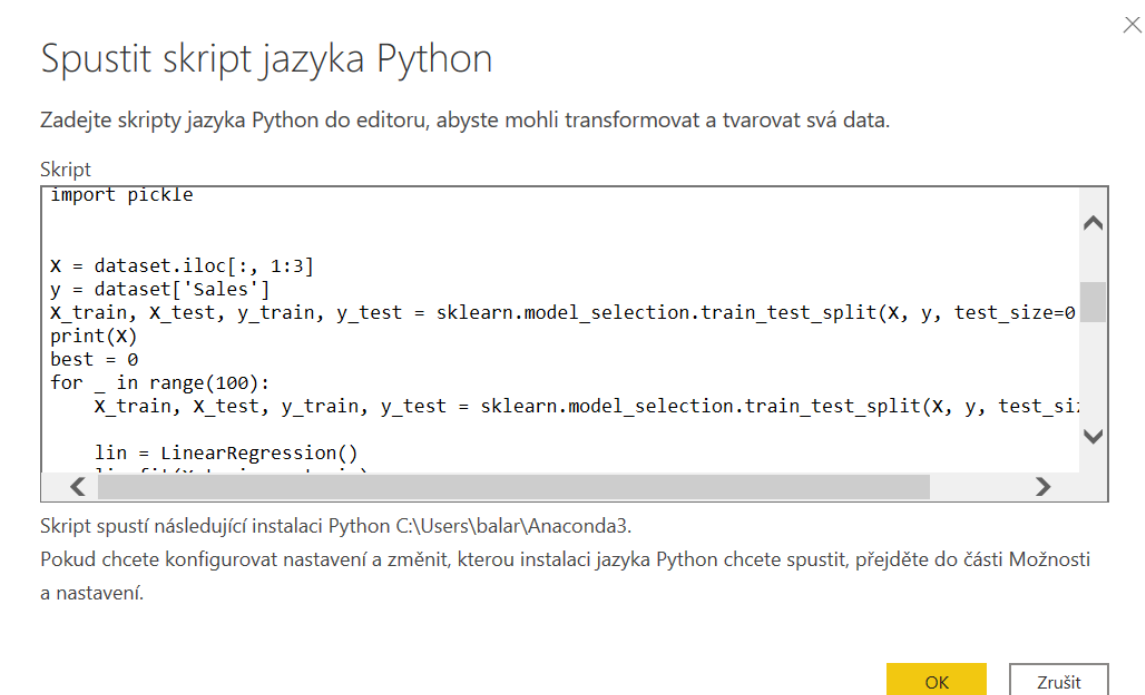 Spustit skript jazyka Python
Zadejte skripty jazyka Python do editoru, abyste mohli transformovat a tvarovat svá data.
Skript
import pickle
X = dataset.iloc[:, 1:3]
y = dataset['Sales']
X_train, X_test, y_train, y_test = sklearn.model_selection.train_test_split(X, y, test_size=0
print(X)
best = 0
for _ in range(100):
    X_train, X_test, y_train, y_test = sklearn.model_selection.train_test_split(X, y, test_si
    lin = LinearRegression()
Skript spustí následující instalaci Python C:\Users\balar\Anaconda3.
Pokud chcete konfigurovat nastavení a změnit, kterou instalaci jazyka Python chcete spustit, přejděte do části Možnosti
a nastavení.
OK
Zrušit